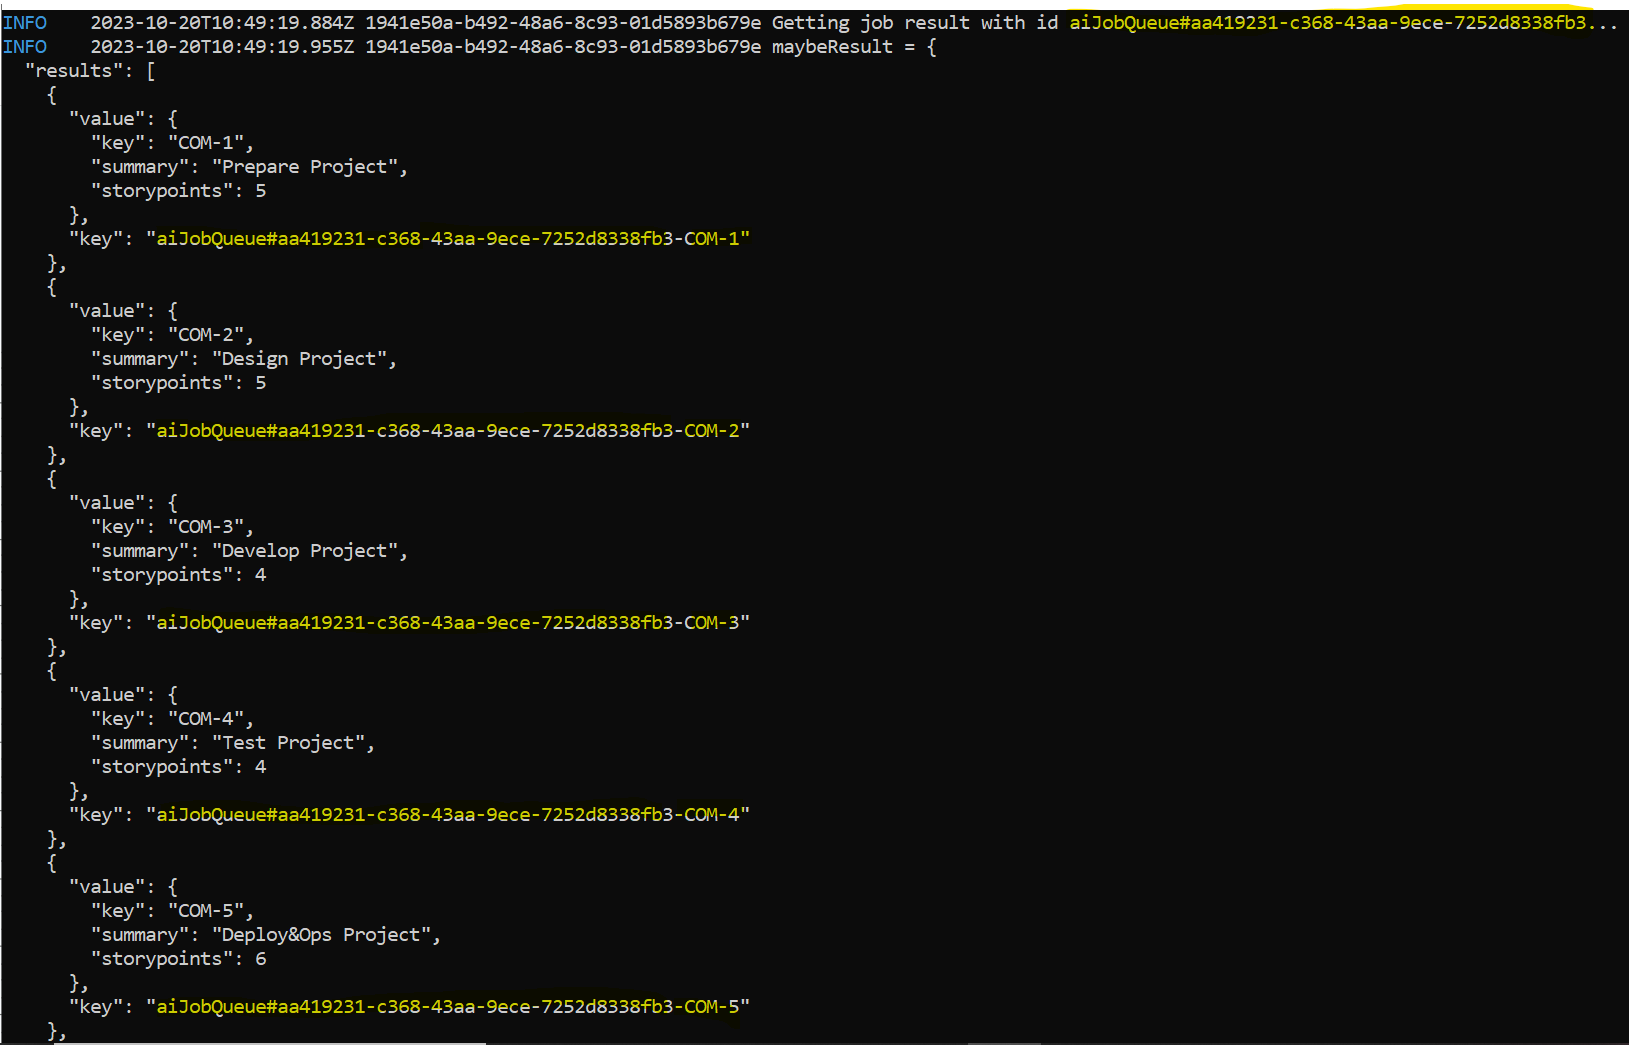 INFO    2023-10-20T10:49:19.884Z 1941e50a-b492-48a6-8c93-01d5893b679e Getting job result with id aiJobQueue#aa419231-c368-43aa-9ece-7252d8338fb3...
INFO    2023-10-20T10:49:19.955Z 1941e50a-b492-48a6-8c93-01d5893b679e maybeResult = {
  "results": [
    {
      "value": {
        "key": "COM-1",
        "summary": "Prepare Project",
        "storypoints": 5
      },
      "key": "aiJobQueue#aa419231-c368-43aa-9ece-7252d8338fb3-COM-1"
    },
    {
      "value": {
        "key": "COM-2",
        "summary": "Design Project",
        "storypoints": 5
      },
      "key": "aiJobQueue#aa419231-c368-43aa-9ece-7252d8338fb3-COM-2"
    },
    {
      "value": {
        "key": "COM-3",
        "summary": "Develop Project",
        "storypoints": 4
      },
      "key": "aiJobQueue#aa419231-c368-43aa-9ece-7252d8338fb3-COM-3"
    },
    {
      "value": {
        "key": "COM-4",
        "summary": "Test Project",
        "storypoints": 4
      },
      "key": "aiJobQueue#aa419231-c368-43aa-9ece-7252d8338fb3-COM-4"
    },
    {
      "value": {
        "key": "COM-5",
        "summary": "Deploy&Ops Project",
        "storypoints": 6
      },
      "key": "aiJobQueue#aa419231-c368-43aa-9ece-7252d8338fb3-COM-5"
    },